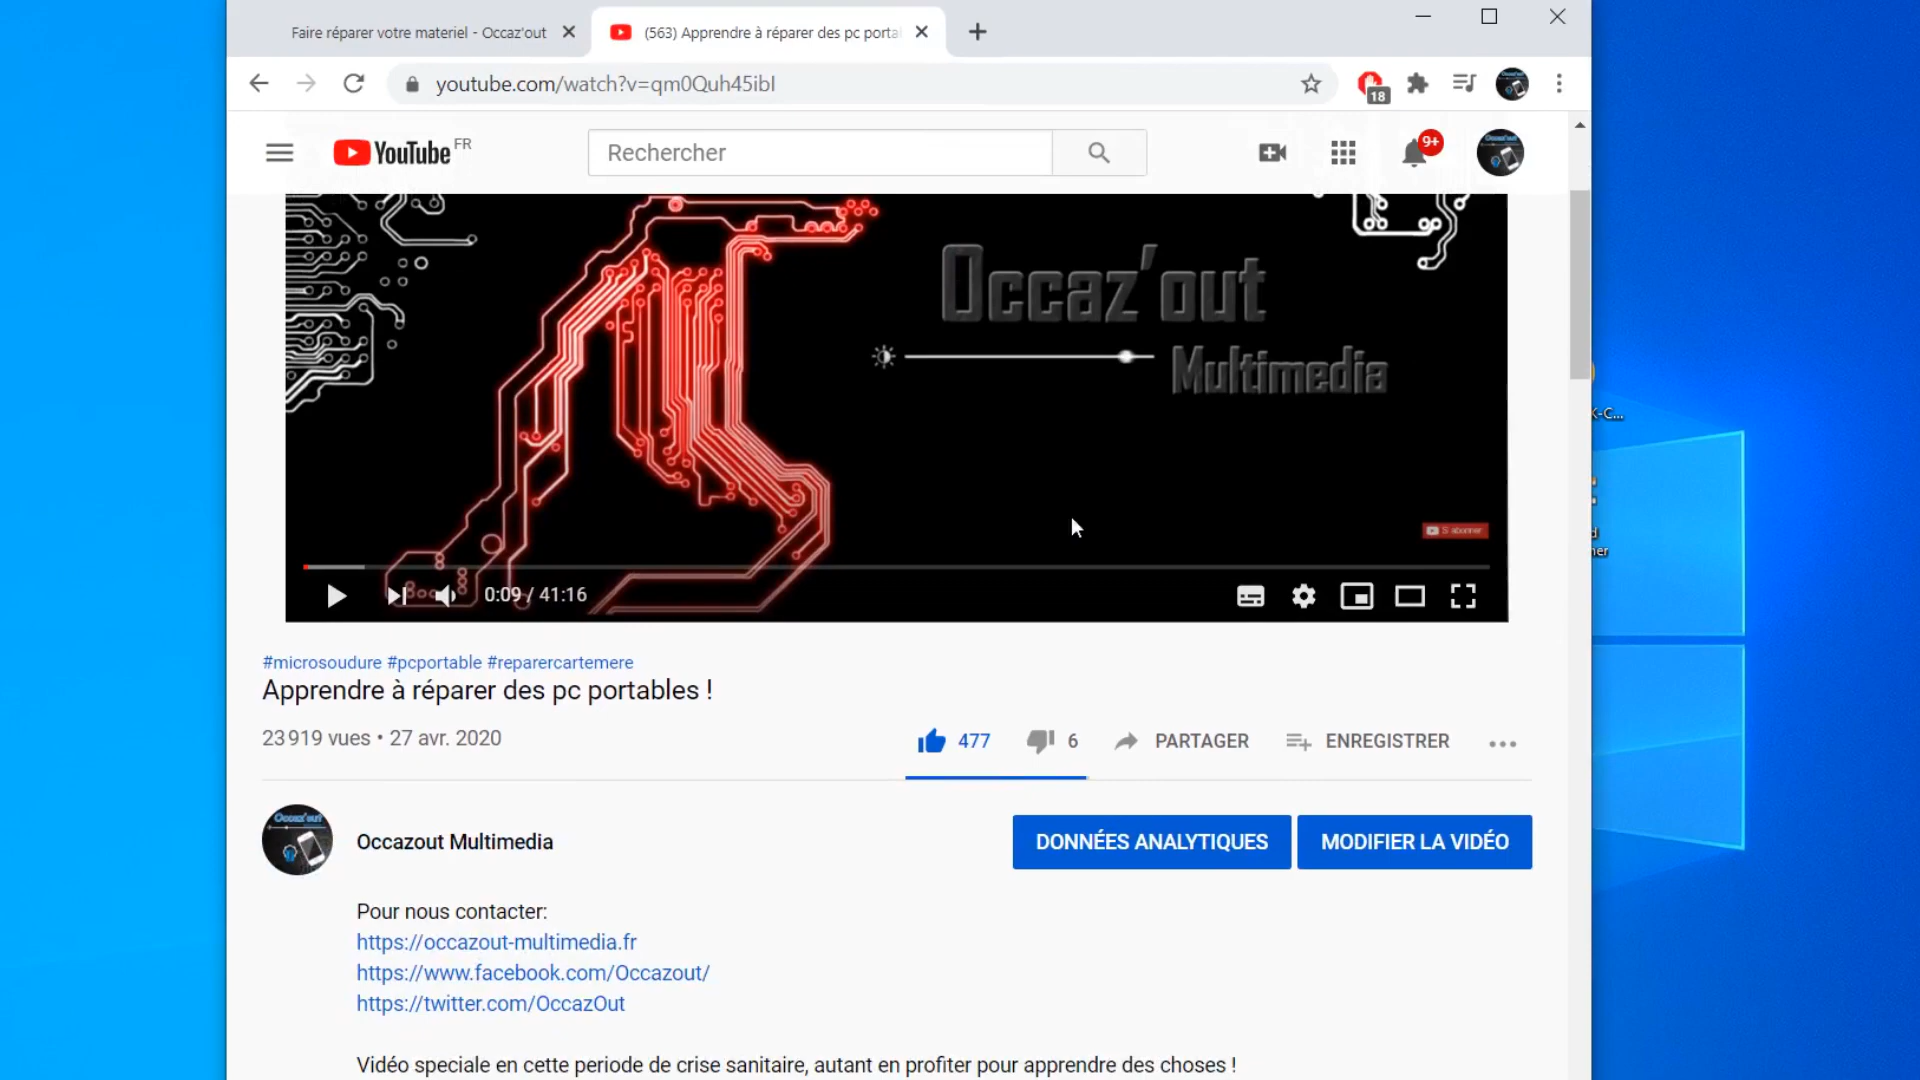 Faire réparer votre materiel - Occaz'out
(563) Apprendre à réparer des pc porta
youtube.com/watch?v=qm0Quh45ibI
18
YouTube FR
Rechercher
9+
Occaz'out
Multimedia
S'abonner
0:09 / 41:16
#microsoudure #pcportable #reparercartemere
Apprendre à réparer des pc portables !
23 919 vues • 27 avr. 2020
477
6
PARTAGER
ENREGISTRER
Occaz'out
Occazout Multimedia
DONNÉES ANALYTIQUES
MODIFIER LA VIDÉO
Pour nous contacter:
https://occazout-multimedia.fr
https://www.facebook.com/Occazout/
https://twitter.com/OccazOut
Vidéo speciale en cette periode de crise sanitaire, autant en profiter pour apprendre des choses !